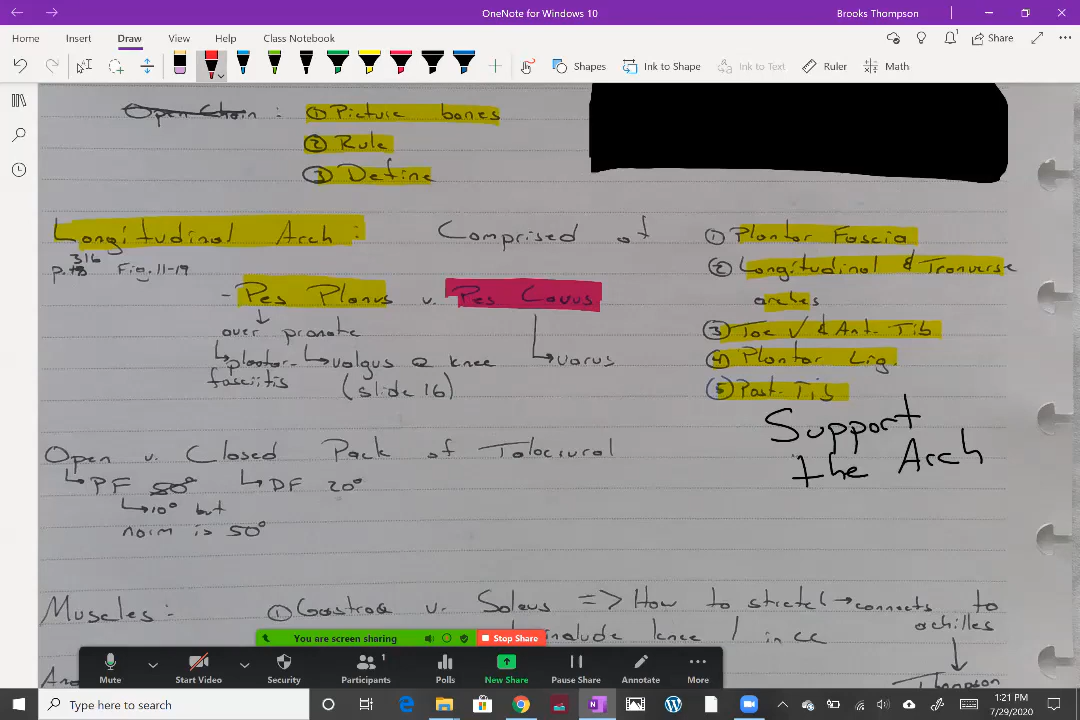 OneNote for Windows 10
Brooks Thompson
Home Insert Draw View Help Class Notebook
Share
Shapes Ink to Shape Ink to Text Ruler Math
Open Chain : ① Picture bones
② Rule
③ Define
Longitudinal Arch : Comprised of
p. 316 Fig. 11-19
- Pes Planus v. Pes Cavus
over pronate
plantar fasciitis
valgus @ knee
(slide 16)
varus
① Plantar Fascia
② Longitudinal & Tranverse
arches
③ Toe √ & Ant. Tib
④ Plantar Lig.
⑤ Post. Tib
Support
the Arch
Open v. Closed Pack of Talocrural
PF 50° DF 20°
10° but
norm is 50°
Muscles: ① Gastroc v. Soleus => How to stretch → connects to
achilles
include knee / in CC
Thompson
You are screen sharing Stop Share
Mute Start Video Security Participants 1 Polls New Share Pause Share Annotate More
Type here to search
1:21 PM
7/29/2020